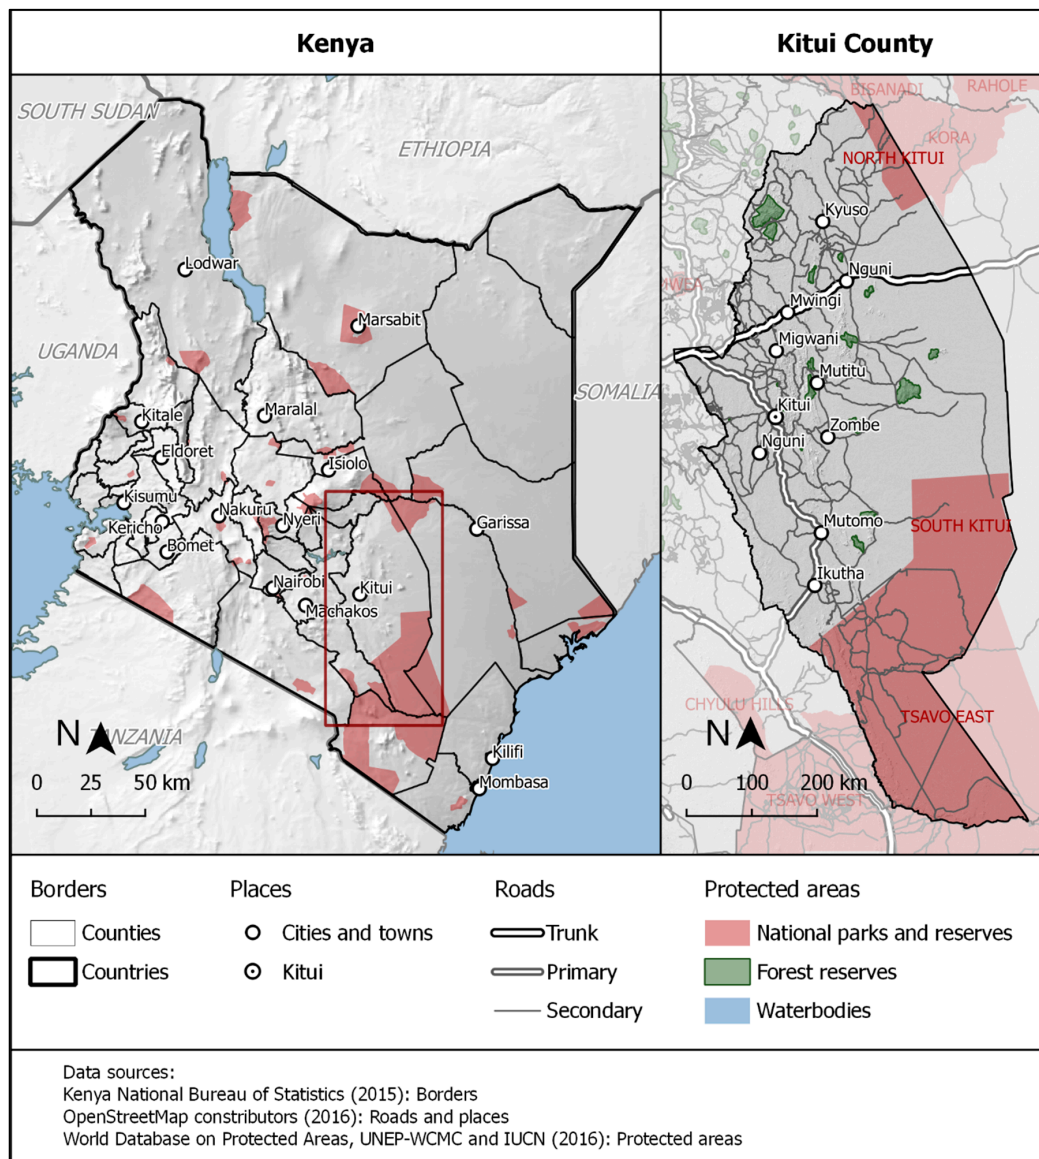 Kenya
Kitui County
SOUTH SUDAN
ETHIOPIA
UGANDA
SOMALIA
TANZANIA
Lodwar
Marsabit
Maralal
Kitale
Eldoret
Isiolo
Kisumu
Nakuru
Nyeri
Kericho
Bomet
Garissa
Nairobi
Kitui
Machakos
Kilifi
Mombasa
N
0 25 50 km
BISANADI
RAHOLE
KORA
NORTH KITUI
Kyuso
Nguni
Mwingi
Migwani
Mutitu
Kitui
Zombe
Nguni
SOUTH KITUI
Mutomo
Ikutha
CHYULU HILLS
TSAVO EAST
N
0 100 200 km
TSAVO WEST
Borders
Counties
Countries
Places
Cities and towns
Kitui
Roads
Trunk
Primary
Secondary
Protected areas
National parks and reserves
Forest reserves
Waterbodies
Data sources:
Kenya National Bureau of Statistics (2015): Borders
OpenStreetMap contributors (2016): Roads and places
World Database on Protected Areas, UNEP-WCMC and IUCN (2016): Protected areas